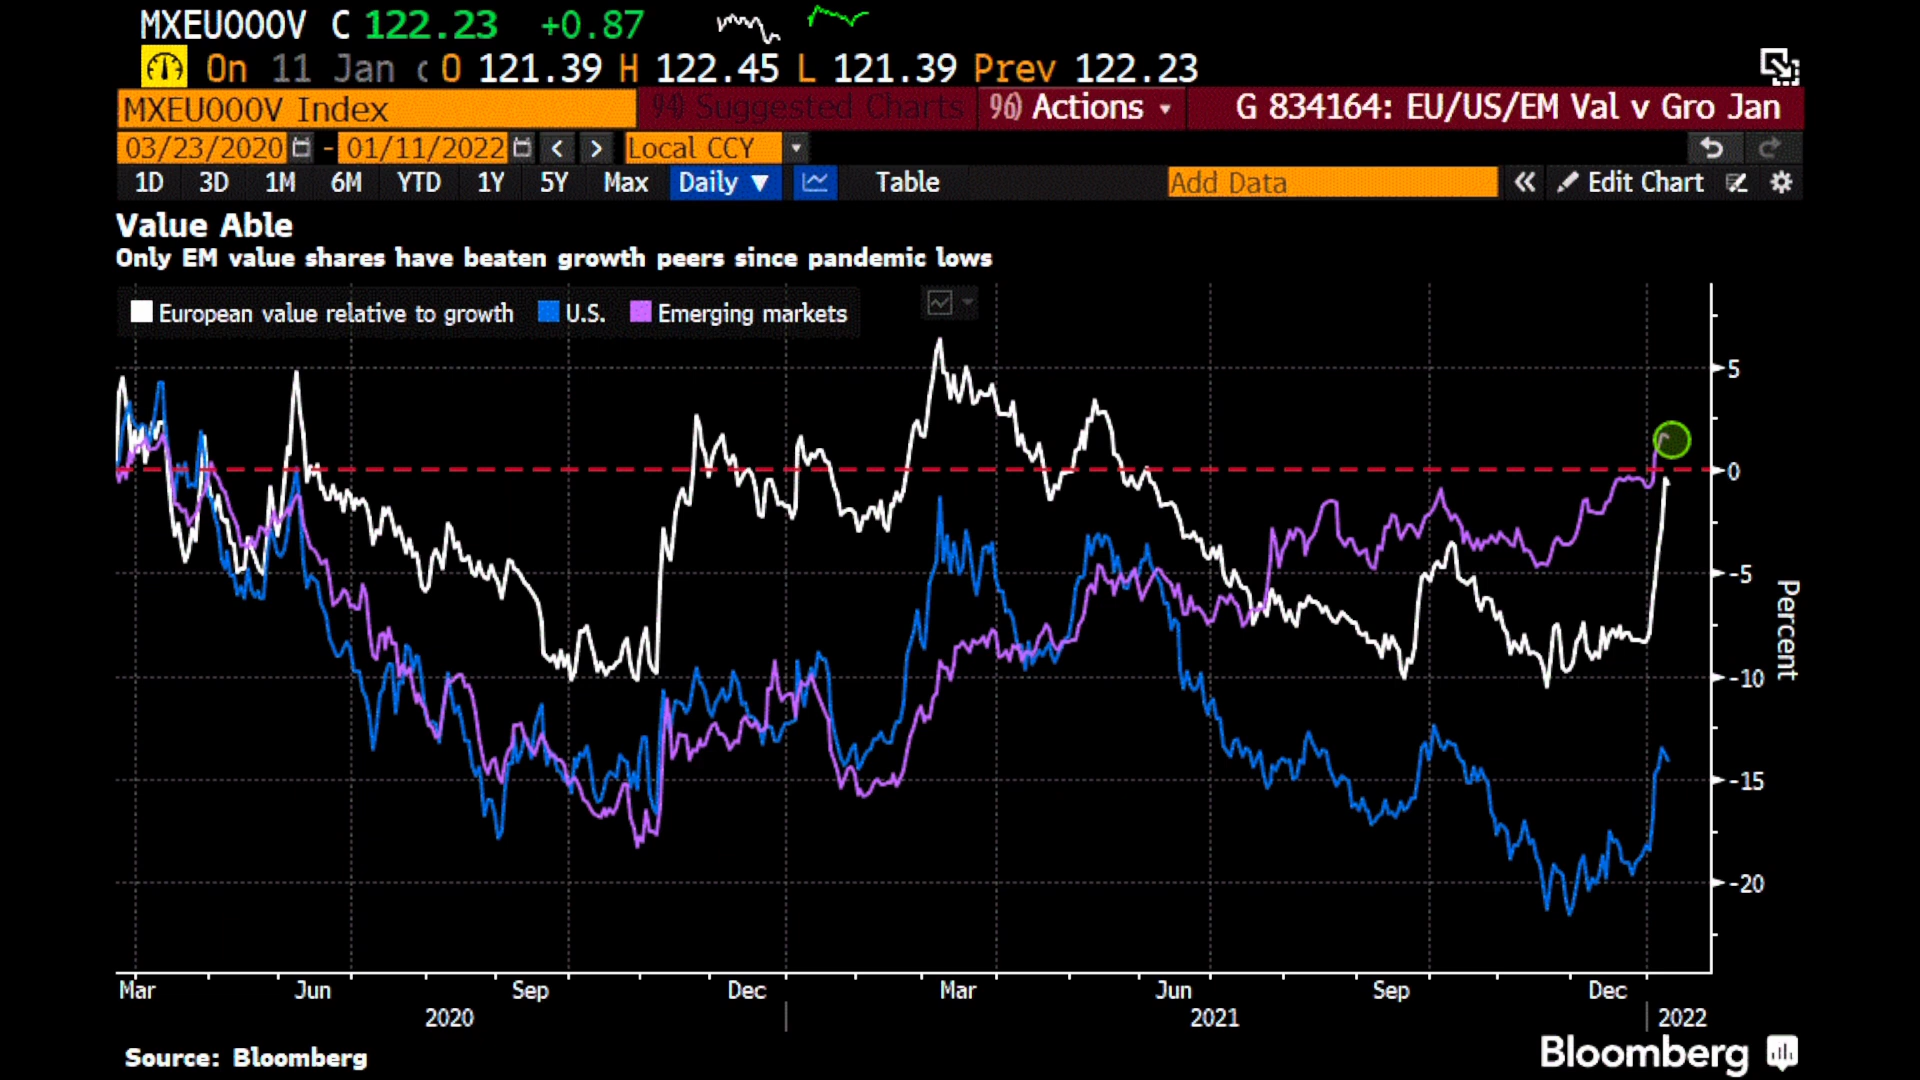 MXEU000V C 122.23 +0.87
On 11 Jan O 121.39 H 122.45 L 121.39 Prev 122.23
MXEU000V Index 94) Suggested Charts 96) Actions G 834164: EU/US/EM Val v Gro Jan
03/23/2020 - 01/11/2022 Local CCY
1D 3D 1M 6M YTD 1Y 5Y Max Daily Table Add Data Edit Chart
Value Able
Only EM value shares have beaten growth peers since pandemic lows
European value relative to growth U.S. Emerging markets
5
0
-5
-10
-15
-20
Percent
Mar Jun Sep Dec Mar Jun Sep Dec
2020 2021 2022
Source: Bloomberg
Bloomberg